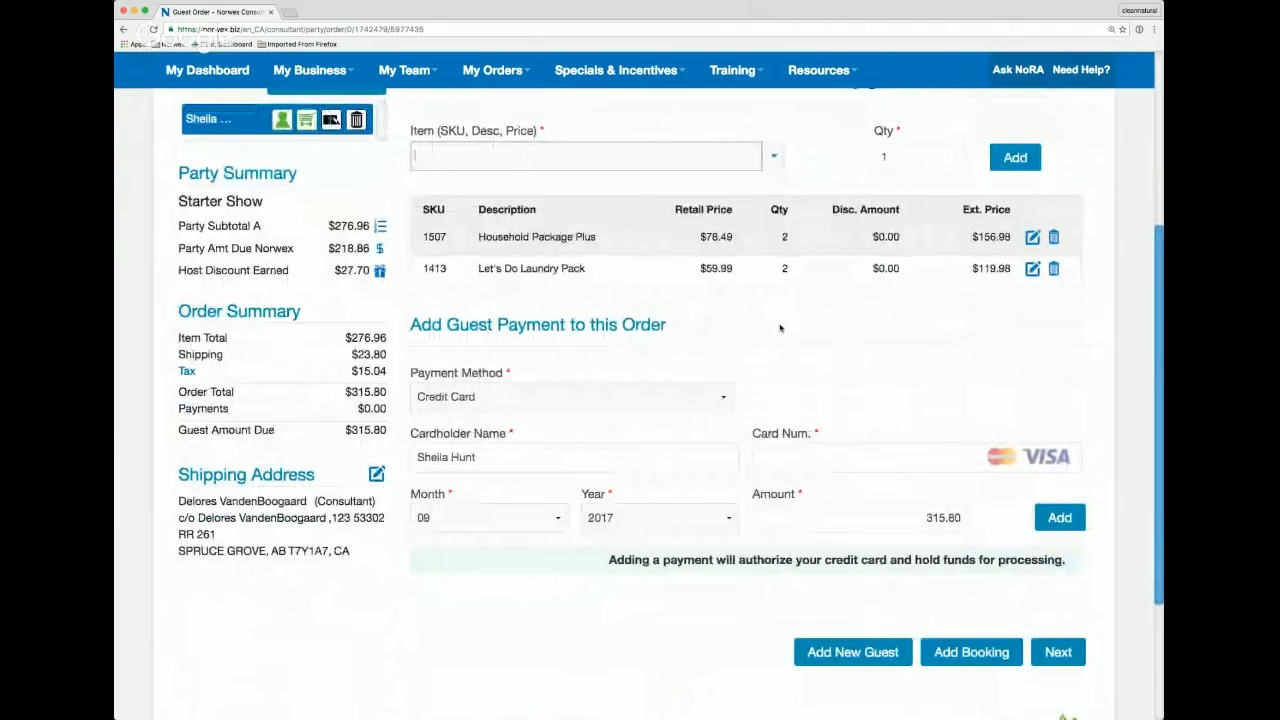 Guest Order - Norwex Consul
cleannatural
https://norwex.biz/en_CA/consultant/party/order/0/1742479/5977435
Apps
Dashboard
Imported From Firefox
My Dashboard My Business My Team My Orders Specials & Incentives Training Resources Ask NoRA Need Help?
Sheila ...
Item (SKU, Desc, Price) * Qty *
1 Add
Party Summary
Starter Show
Party Subtotal A $276.96
Party Amt Due Norwex $218.86
Host Discount Earned $27.70
SKU Description Retail Price Qty Disc. Amount Ext. Price
1507 Household Package Plus $78.49 2 $0.00 $156.98
1413 Let's Do Laundry Pack $59.99 2 $0.00 $119.98
Order Summary
Item Total $276.96
Shipping $23.80
Tax $15.04
Order Total $315.80
Payments $0.00
Guest Amount Due $315.80
Add Guest Payment to this Order
Payment Method *
Credit Card
Cardholder Name * Card Num. *
Sheila Hunt VISA
Month * Year * Amount *
09 2017 315.80 Add
Adding a payment will authorize your credit card and hold funds for processing.
Shipping Address
Delores VandenBoogaard (Consultant)
c/o Delores VandenBoogaard ,123 53302
RR 261
SPRUCE GROVE, AB T7Y1A7, CA
Add New Guest Add Booking Next